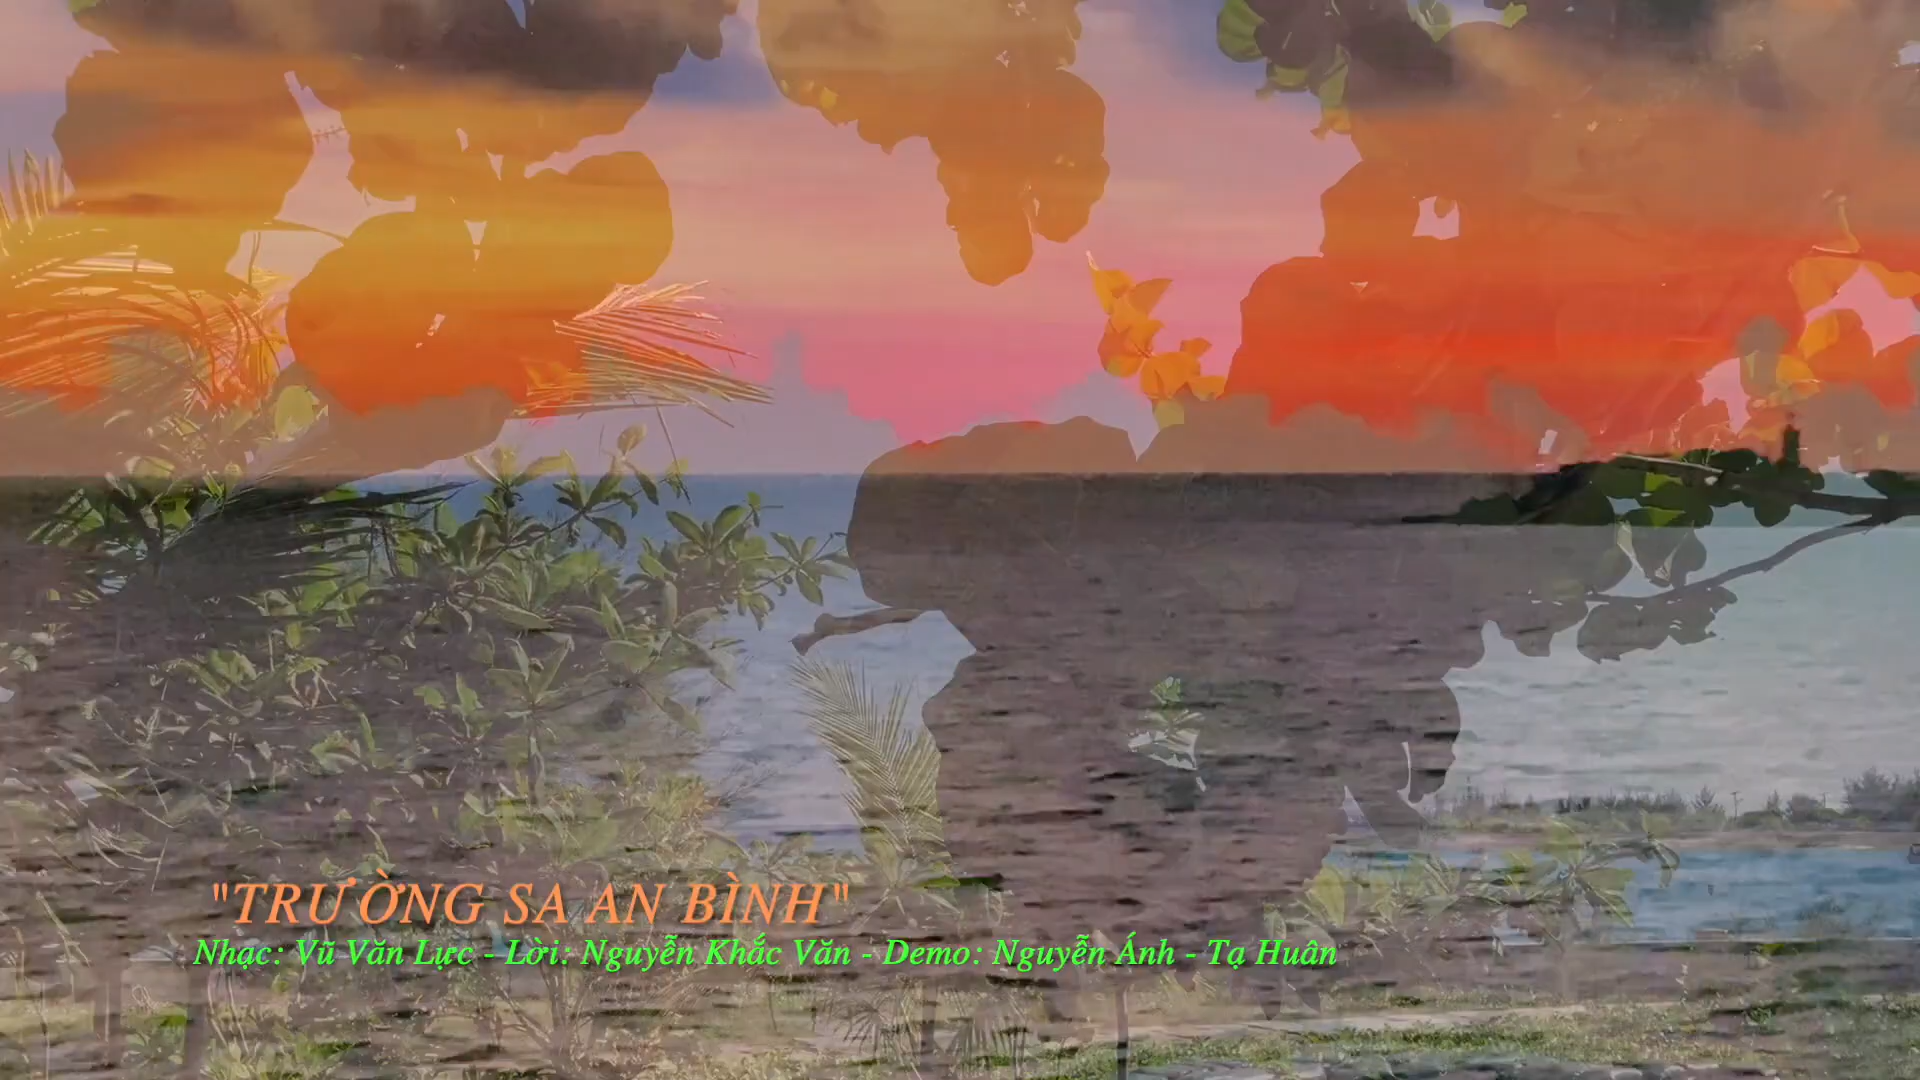 "TRƯỜNG SA AN BÌNH"
Nhạc: Vũ Văn Lực - Lời: Nguyễn Khắc Văn - Demo: Nguyễn Ánh - Tạ Huân